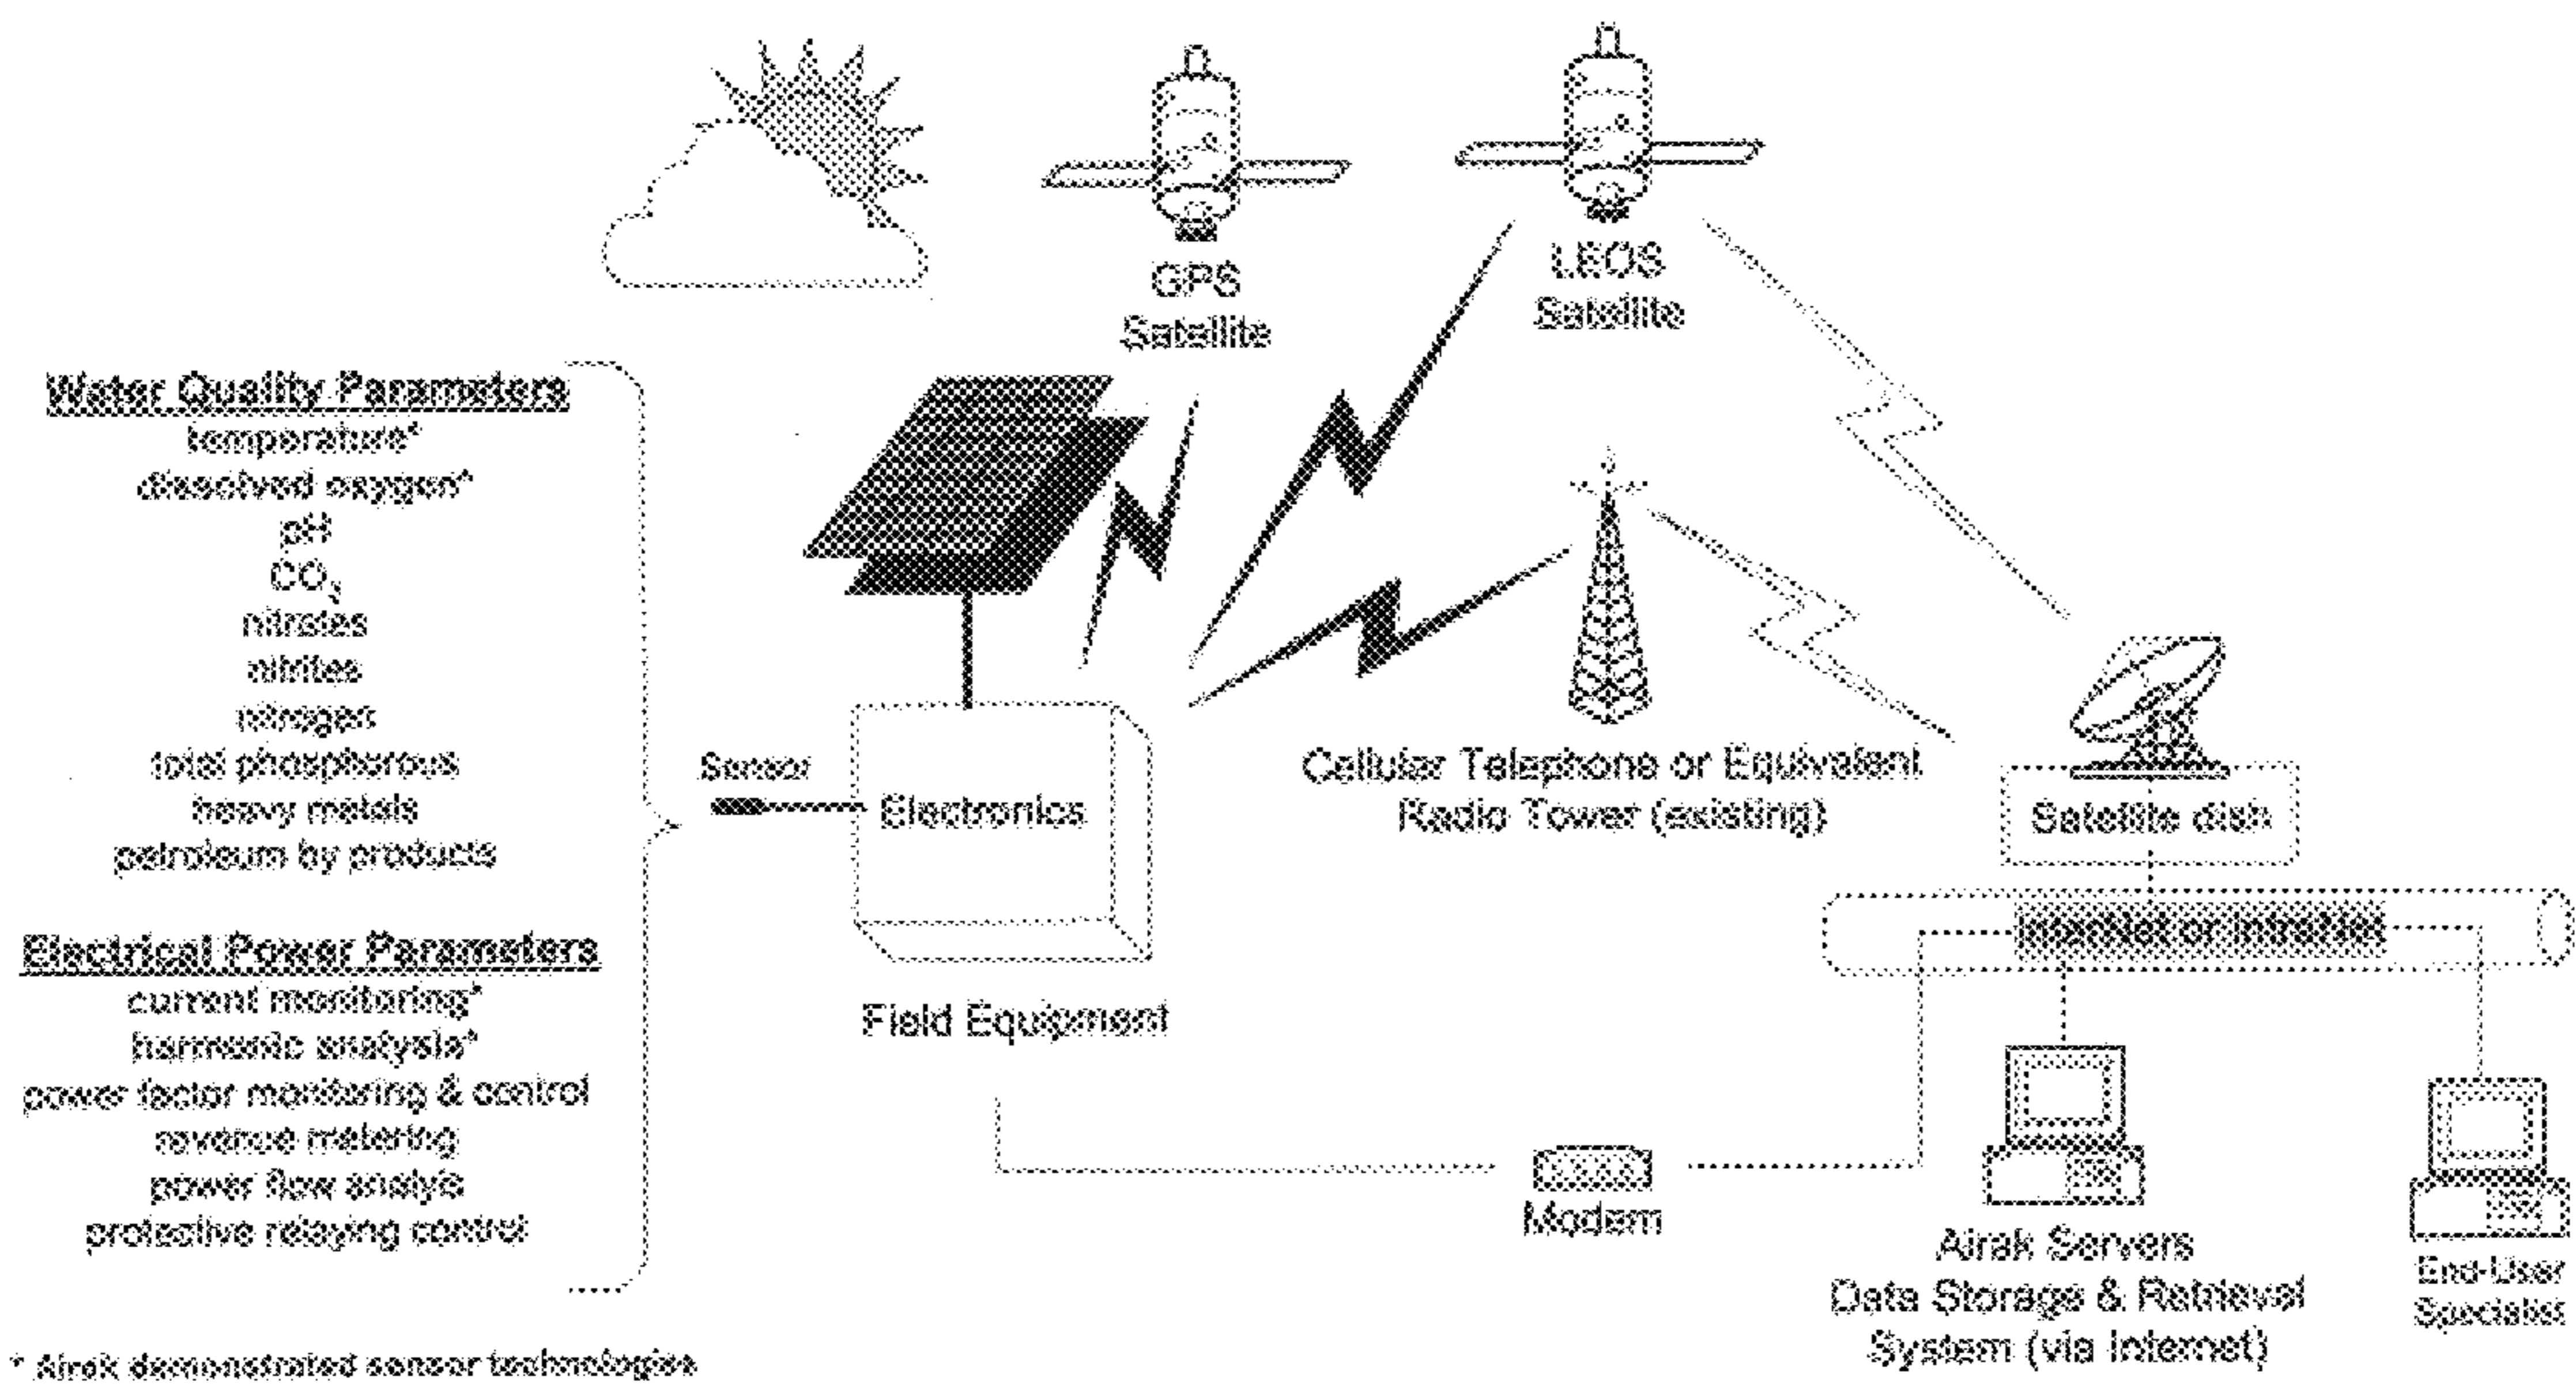 GPS
Satellite
LEOS
Satellite
Water Quality Parameters
temperature*
dissolved oxygen*
pH
CO2
nitrates
nitrites
nitrogen
total phospherous
heavy metals
petroleum by products
Electrical Power Parameters
current monitoring*
harmonic analysis*
power factor monitoring & control
revenue metering
power flow analyis
protective relaying control
* Airak demonstrated sensor technologies
Sensor
Electronics
Field Equipment
Cellular Telephone or Equivalent
Radio Tower (existing)
Satellite dish
InterNet or IntraNet
Modem
Airak Servers
Data Storage & Retrieval
System (via Internet)
End-User
Specialist